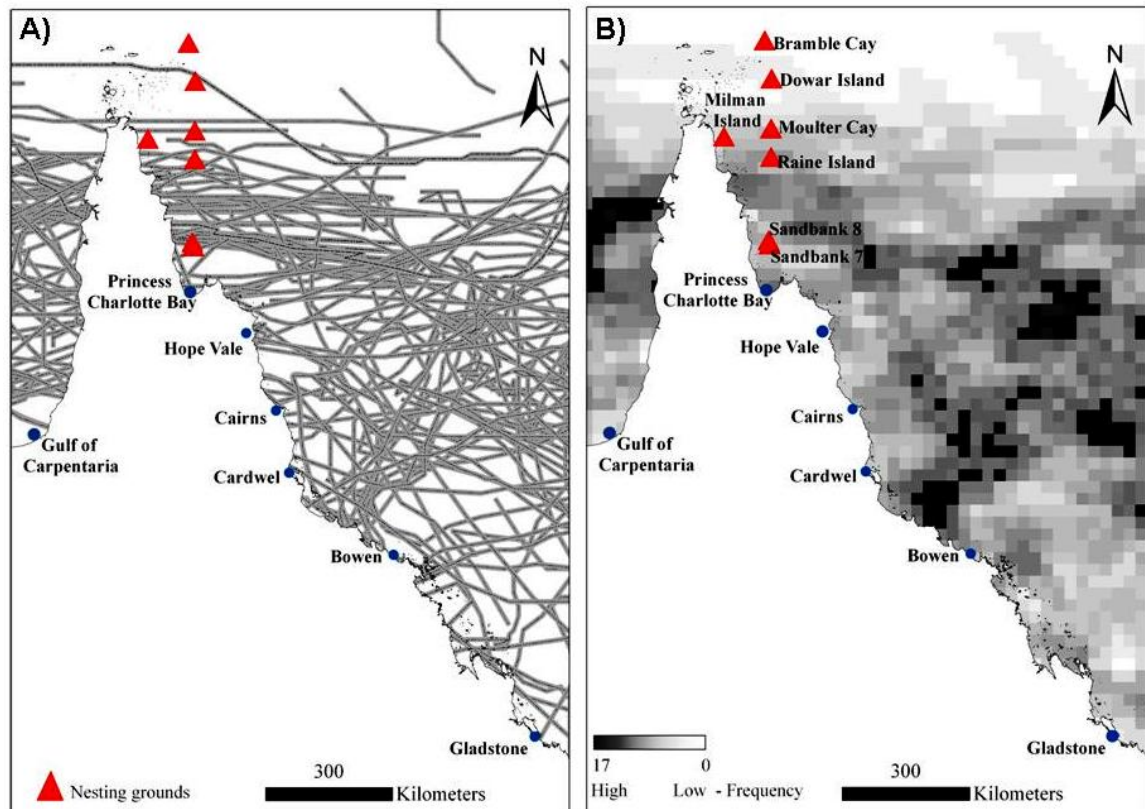 A)
N
Princess
Charlotte Bay
Hope Vale
Cairns
Gulf of
Carpentaria
Cardwel
Bowen
Gladstone
Nesting grounds
300
Kilometers
B)
Bramble Cay
N
Dowar Island
Milman
Island
Moulter Cay
Raine Island
Sandbank 8
Sandbank 7
Princess
Charlotte Bay
Hope Vale
Cairns
Gulf of
Carpentaria
Cardwel
Bowen
Gladstone
17 0
High Low - Frequency
300
Kilometers